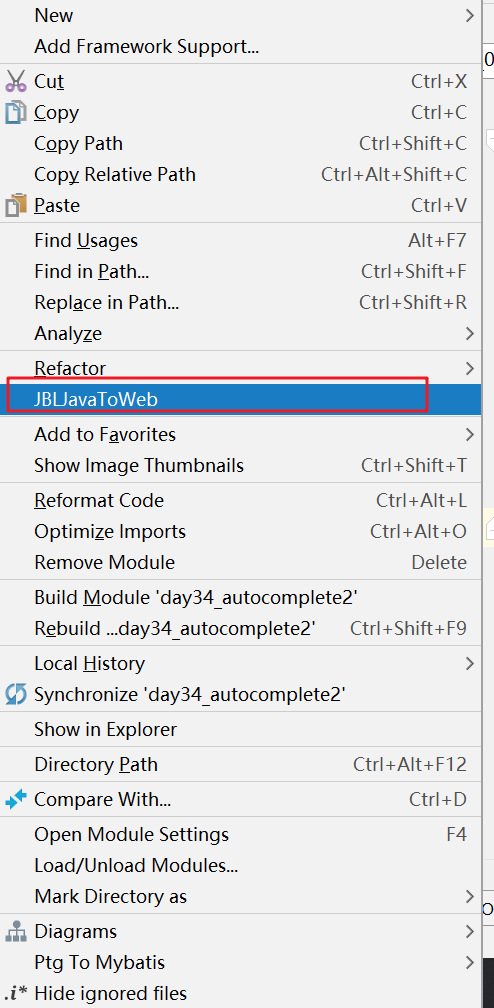 New
Add Framework Support...
Cut Ctrl+X
Copy Ctrl+C
Copy Path Ctrl+Shift+C
Copy Relative Path Ctrl+Alt+Shift+C
Paste Ctrl+V
Find Usages Alt+F7
Find in Path... Ctrl+Shift+F
Replace in Path... Ctrl+Shift+R
Analyze
Refactor
JBLJavaToWeb
Add to Favorites
Show Image Thumbnails Ctrl+Shift+T
Reformat Code Ctrl+Alt+L
Optimize Imports Ctrl+Alt+O
Remove Module Delete
Build Module 'day34_autocomplete2'
Rebuild ...day34_autocomplete2' Ctrl+Shift+F9
Local History
Synchronize 'day34_autocomplete2'
Show in Explorer
Directory Path Ctrl+Alt+F12
Compare With... Ctrl+D
Open Module Settings F4
Load/Unload Modules...
Mark Directory as
Diagrams
Ptg To Mybatis
.i* Hide ignored files